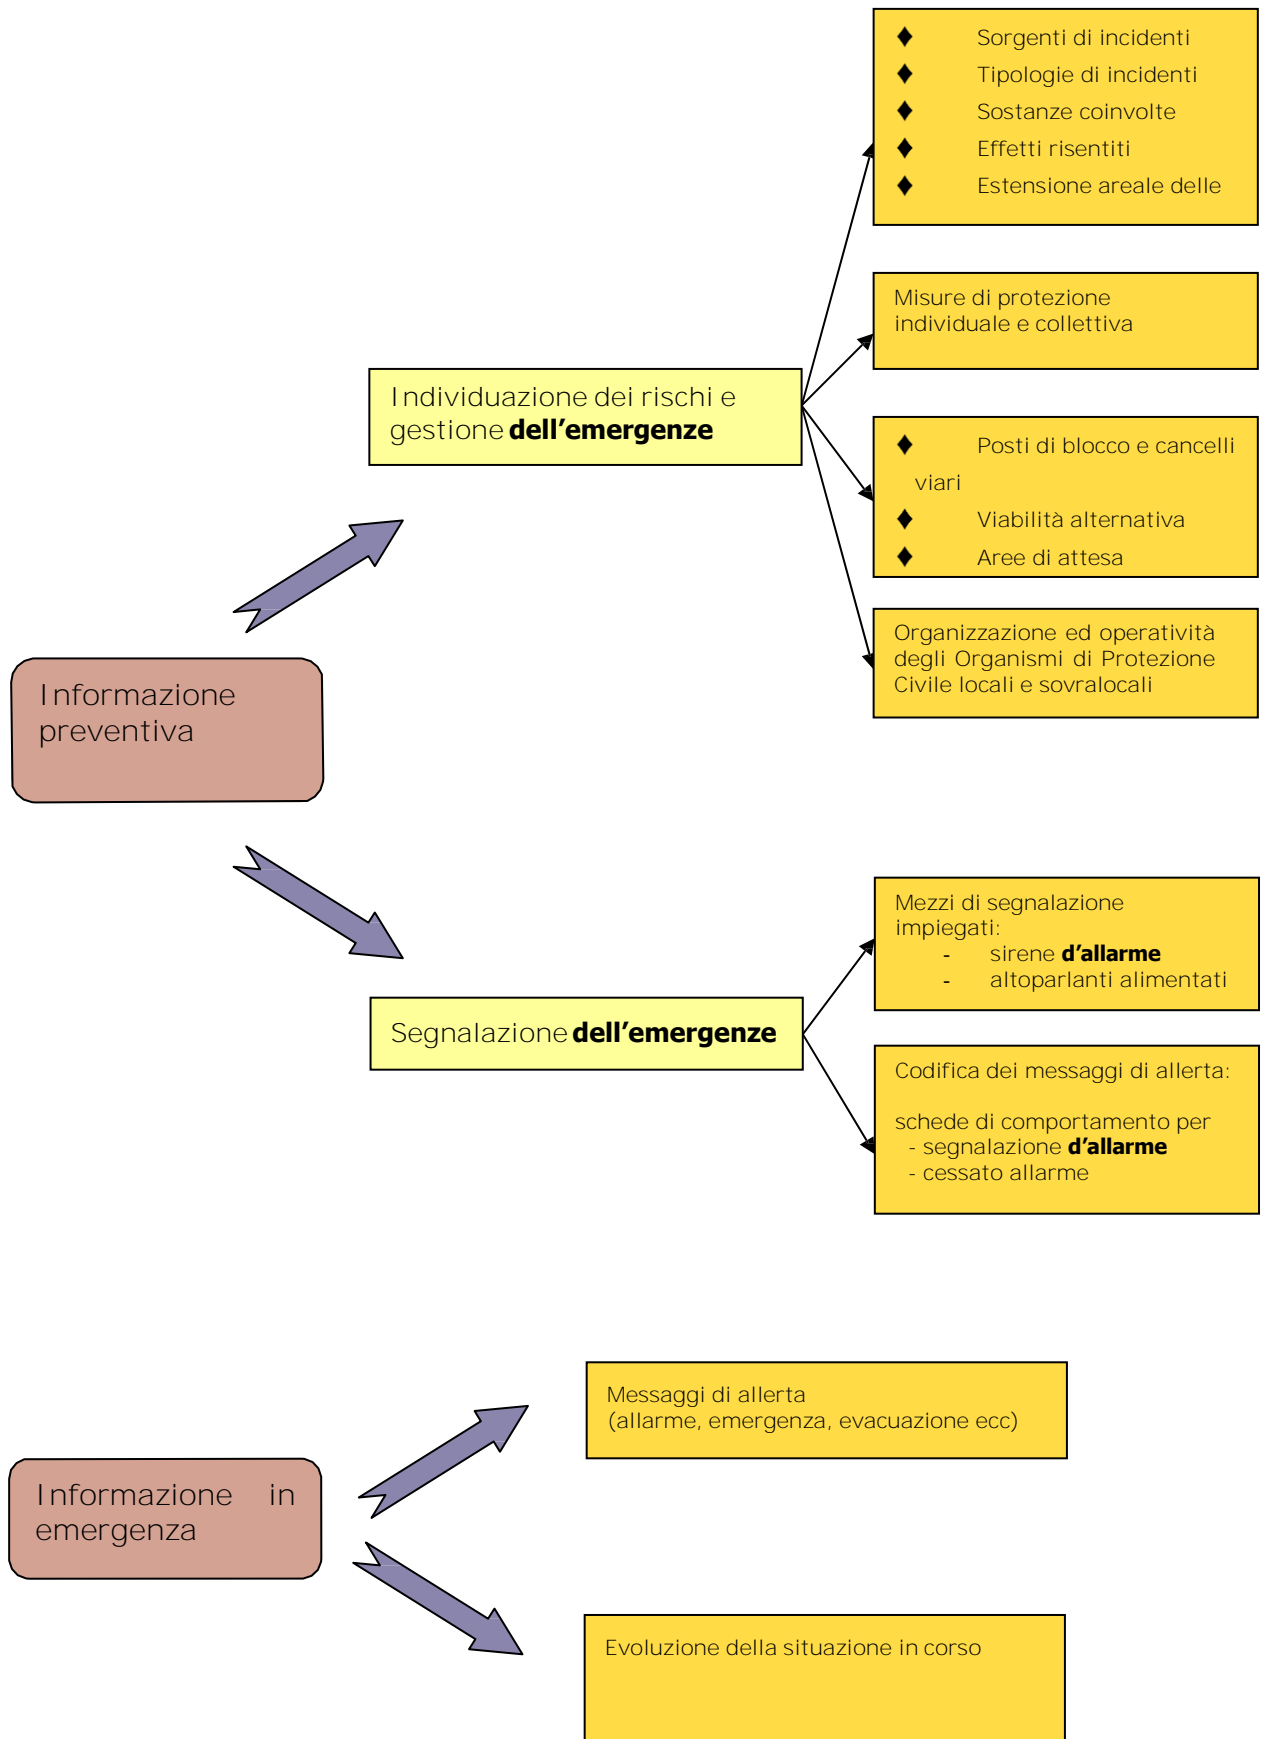 ♦ Sorgenti di incidenti
♦ Tipologie di incidenti
♦ Sostanze coinvolte
♦ Effetti risentiti
♦ Estensione areale delle
Misure di protezione
individuale e collettiva
Individuazione dei rischi e
gestione dell’emergenze
♦ Posti di blocco e cancelli
viari
♦ Viabilità alternativa
♦ Aree di attesa
Organizzazione ed operatività
degli Organismi di Protezione
Civile locali e sovralocali
Informazione
preventiva
Mezzi di segnalazione
impiegati:
- sirene d’allarme
- altoparlanti alimentati
Segnalazione dell’emergenze
Codifica dei messaggi di allerta:
schede di comportamento per
- segnalazione d’allarme
- cessato allarme
Messaggi di allerta
(allarme, emergenza, evacuazione ecc)
Informazione in
emergenza
Evoluzione della situazione in corso